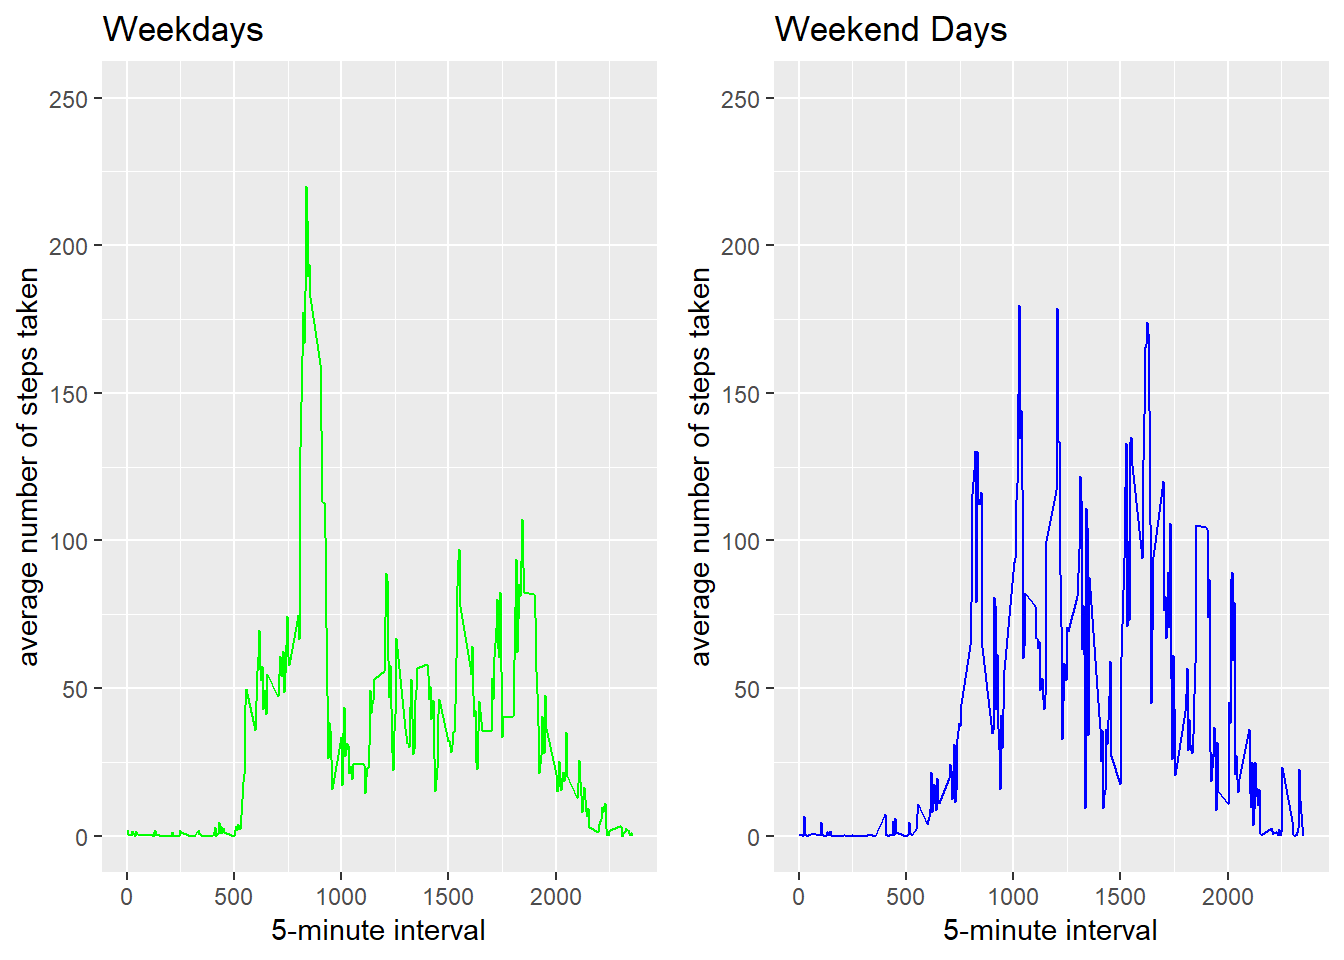 Weekdays
250
200
150
100
50
0
average number of steps taken
0 500 1000 1500 2000
5-minute interval
Weekend Days
250
200
150
100
50
0
average number of steps taken
0 500 1000 1500 2000
5-minute interval